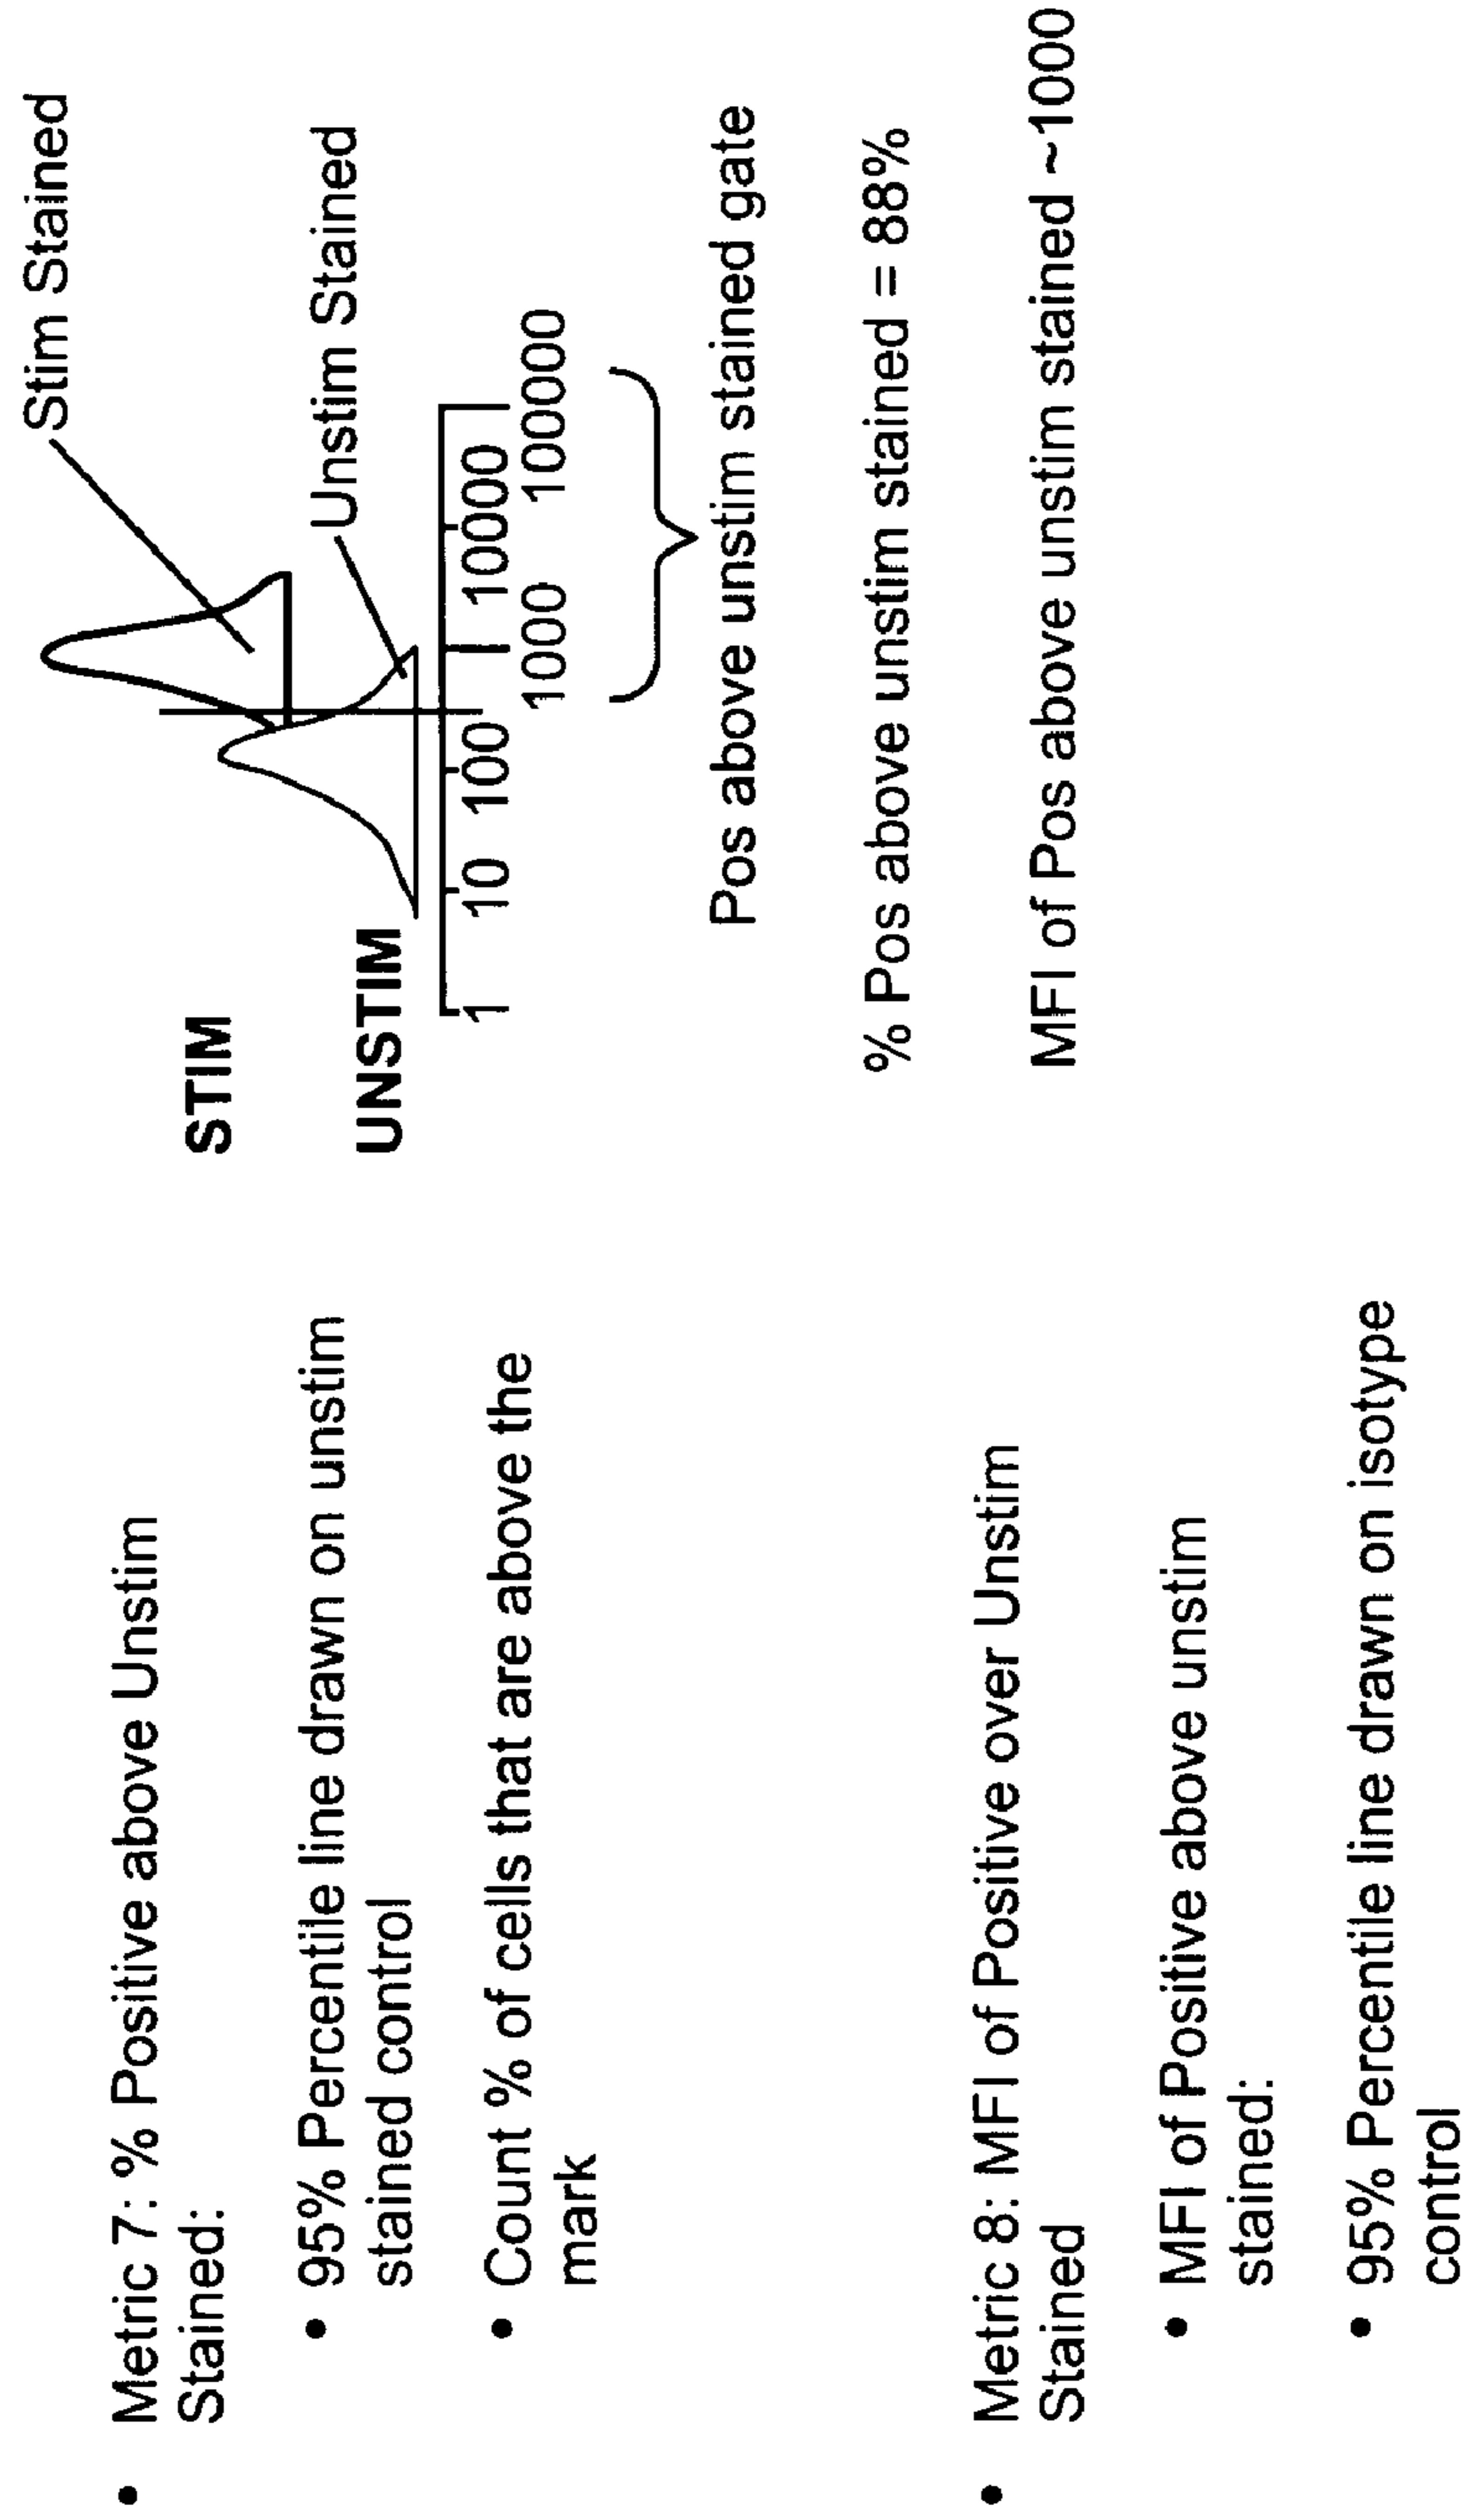 • Metric 7: % Positive above Unstim
Stained:
• 95% Percentile line drawn on unstim
stained control
• Count % of cells that are above the
mark
• Metric 8: MFI of Positive over Unstim
Stained
• MFI of Positive above unstim
stained:
• 95% Percentile line drawn on isotype
control
Stim Stained
STIM
Unstim Stained
UNSTIM
1 10 100 1000 10000
1000 100000
Pos above unstim stained gate
% Pos above unstim stained = 88%
MFI of Pos above unstim stained ~1000